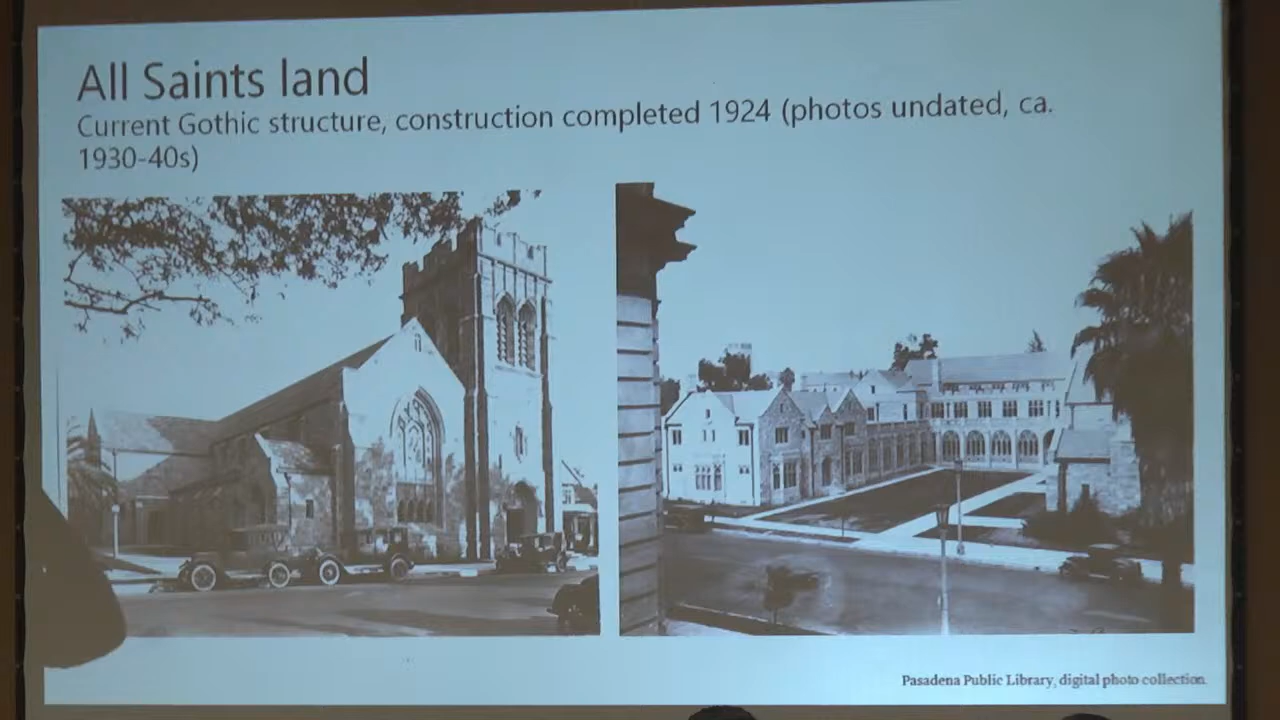 All Saints land
Current Gothic structure, construction completed 1924 (photos undated, ca.
1930-40s)
Pasadena Public Library, digital photo collection.